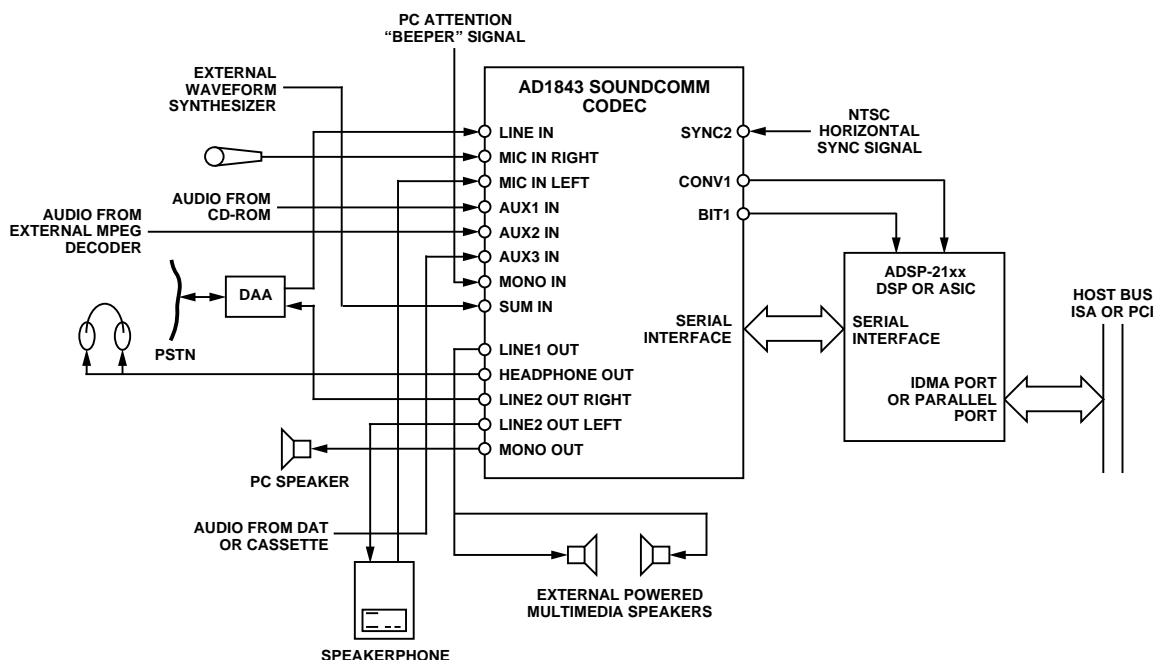 PC ATTENTION
“BEEPER” SIGNAL
EXTERNAL
WAVEFORM
SYNTHESIZER
AD1843 SOUNDCOMM
CODEC
LINE IN
MIC IN RIGHT
MIC IN LEFT
AUX1 IN
AUX2 IN
AUX3 IN
MONO IN
SUM IN
LINE1 OUT
HEADPHONE OUT
LINE2 OUT RIGHT
LINE2 OUT LEFT
MONO OUT
SYNC2
CONV1
BIT1
SERIAL
INTERFACE
NTSC
HORIZONTAL
SYNC SIGNAL
AUDIO FROM
CD-ROM
AUDIO FROM
EXTERNAL MPEG
DECODER
DAA
PSTN
ADSP-21xx
DSP OR ASIC
SERIAL
INTERFACE
IDMA PORT
OR PARALLEL
PORT
HOST BUS
ISA OR PCI
PC SPEAKER
AUDIO FROM DAT
OR CASSETTE
EXTERNAL POWERED
MULTIMEDIA SPEAKERS
SPEAKERPHONE